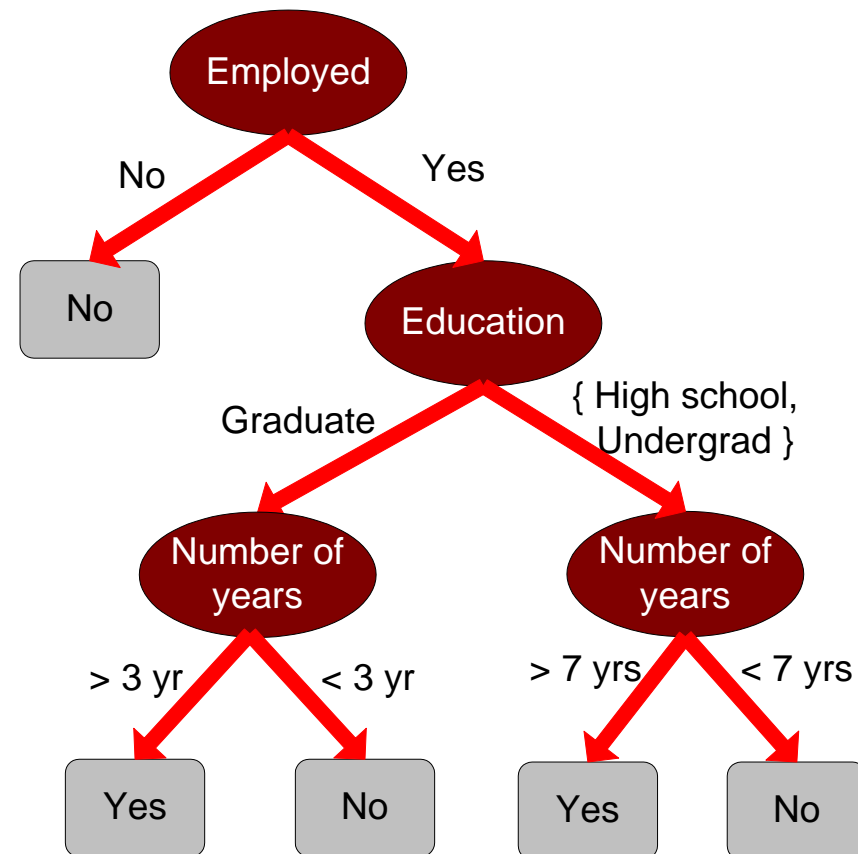 Employed
No
Yes
No
Education
Graduate
{ High school,
Undergrad }
Number of
years
Number of
years
> 3 yr
< 3 yr
> 7 yrs
< 7 yrs
Yes
No
Yes
No